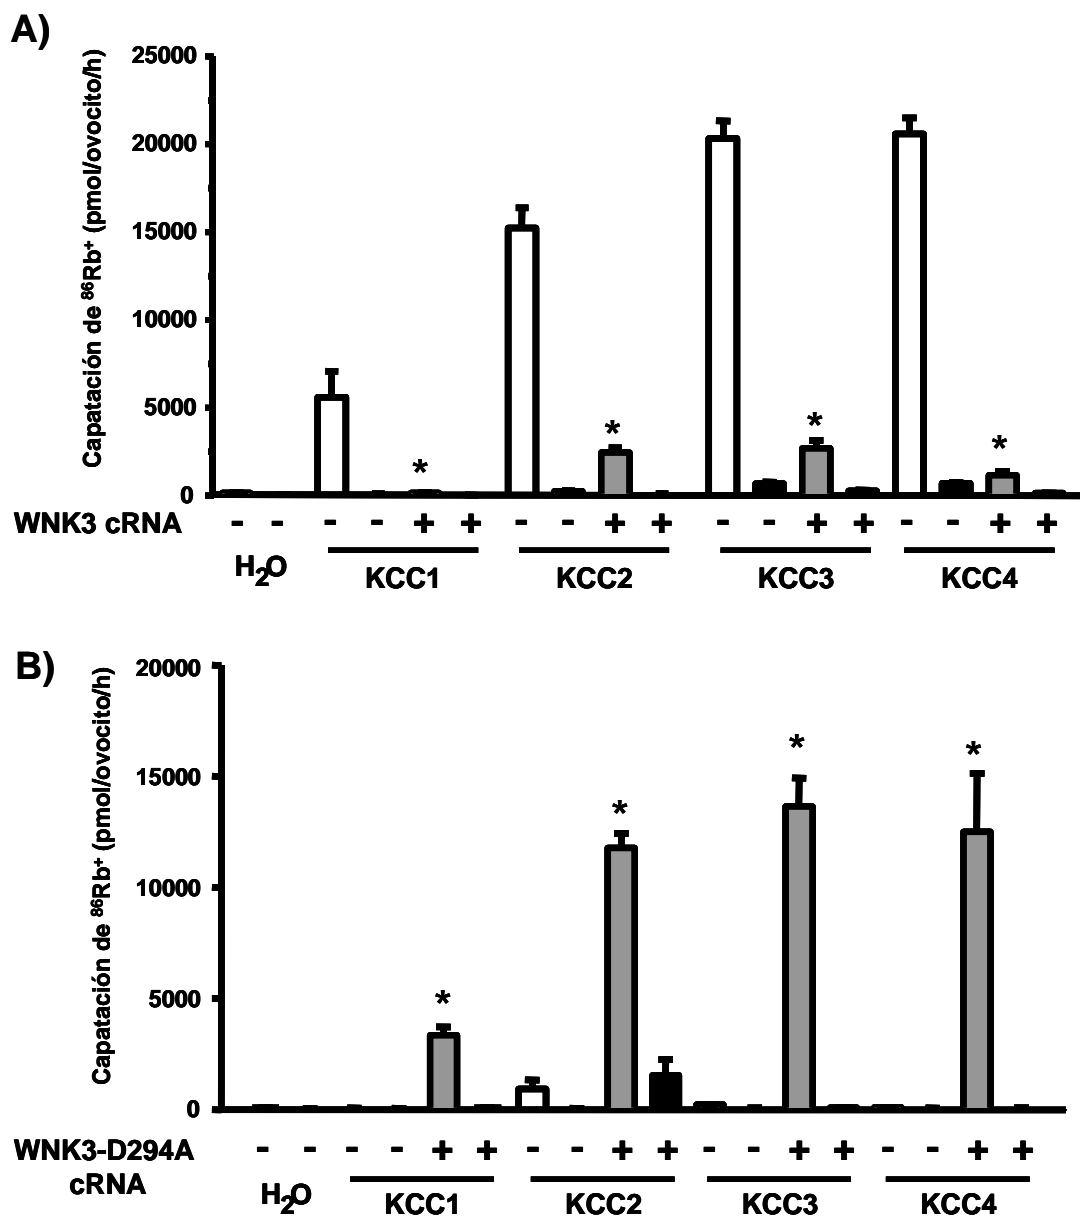 A)
Capatación de ⁸⁶Rb⁺ (pmol/ovocito/h)
25000
20000
15000
10000
5000
0
* * * *
WNK3 cRNA - - - - + + - - + + - - + + - - + +
H₂O KCC1 KCC2 KCC3 KCC4
B)
Capatación de ⁸⁶Rb⁺ (pmol/ovocito/h)
20000
15000
10000
5000
0
* * * *
WNK3-D294A - - - - + + - - + + - - + + - - + +
cRNA
H₂O KCC1 KCC2 KCC3 KCC4